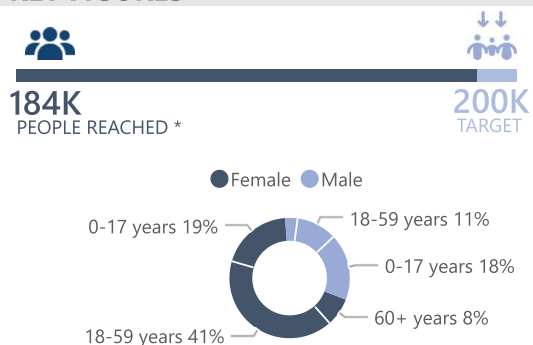 184K
200K
PEOPLE REACHED *
TARGET
Female Male
0-17 years 19%
18-59 years 11%
0-17 years 18%
60+ years 8%
18-59 years 41%